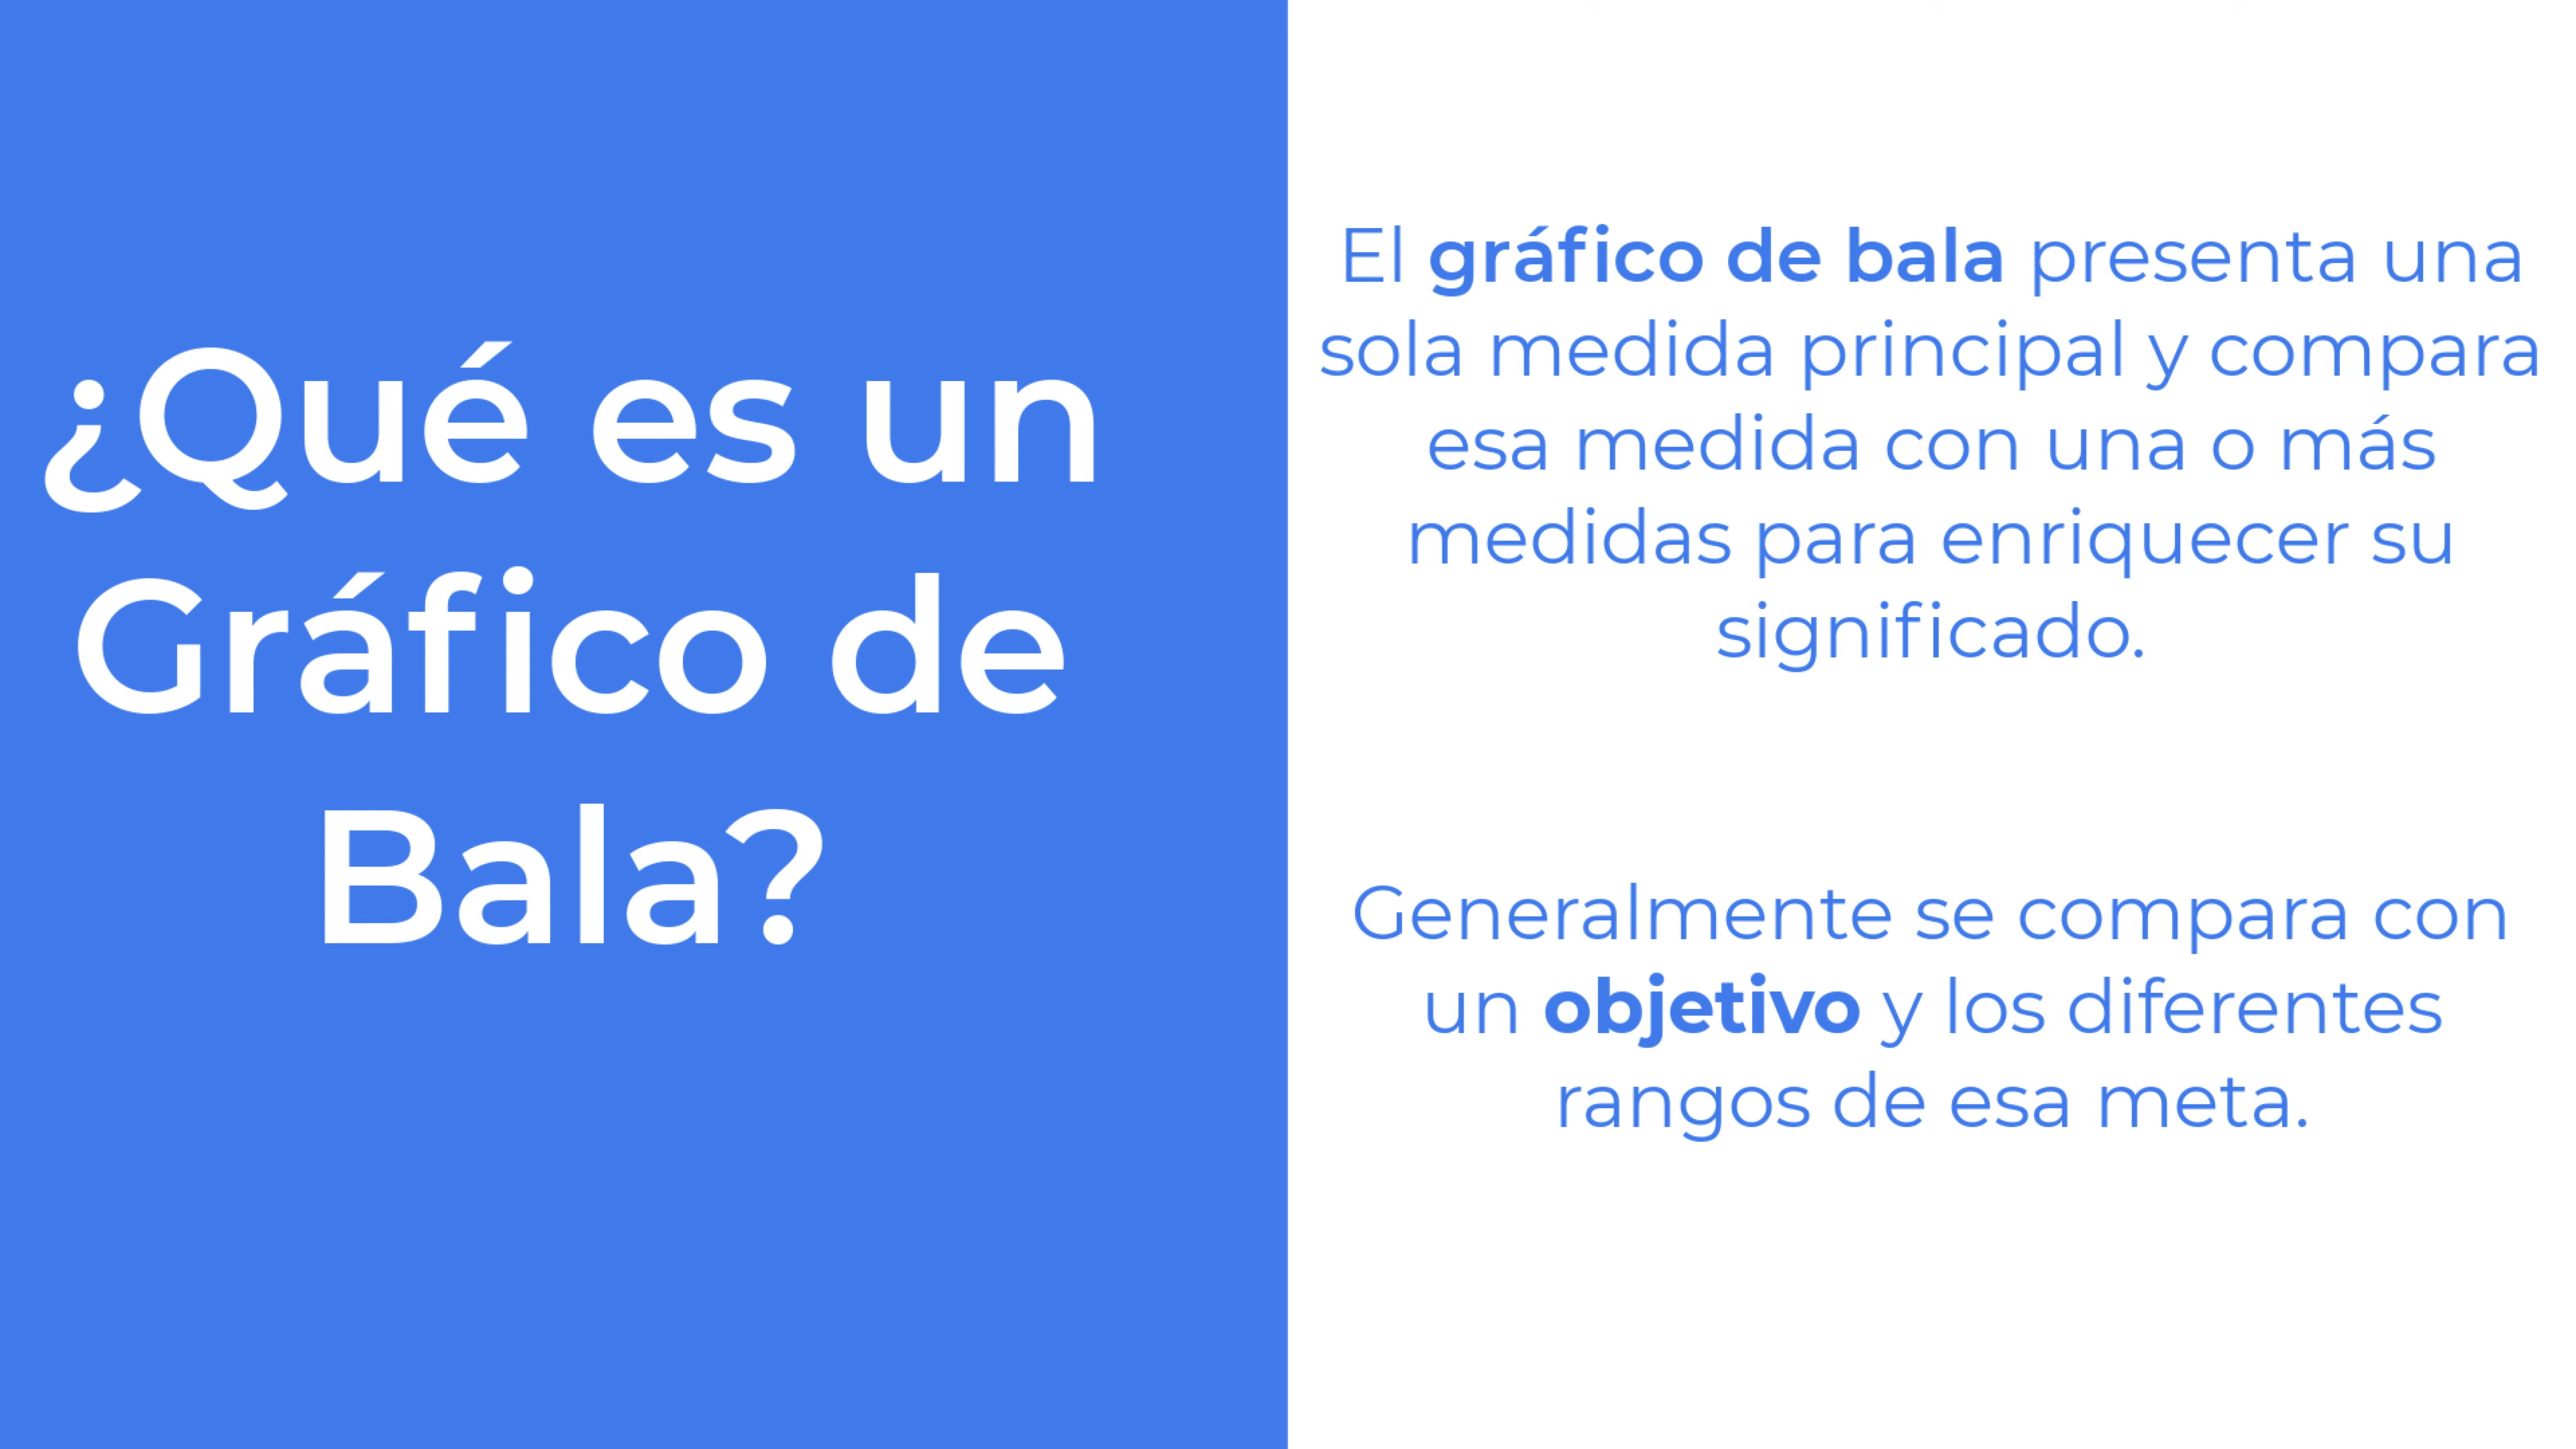 ¿Qué es un
Gráfico de
Bala?
El gráfico de bala presenta una
sola medida principal y compara
esa medida con una o más
medidas para enriquecer su
significado.
Generalmente se compara con
un objetivo y los diferentes
rangos de esa meta.